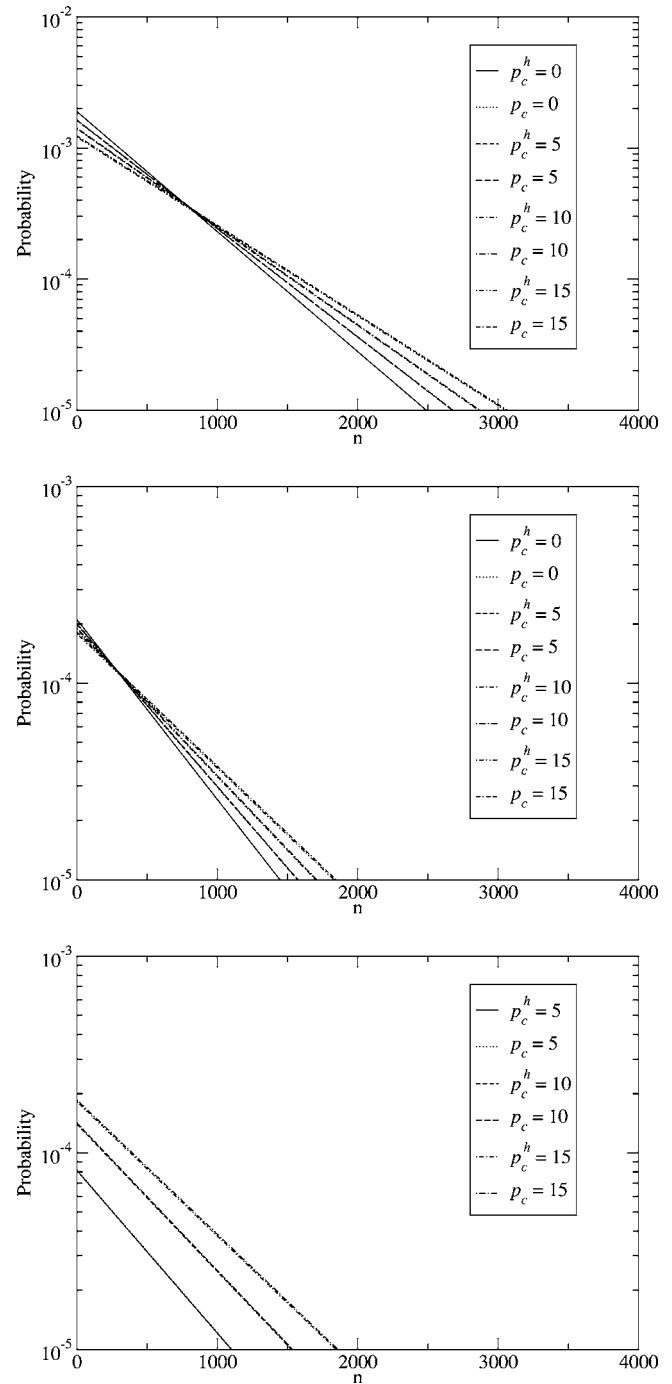 10^-2
10^-3
10^-4
10^-5
Probability
0 1000 2000 3000 4000
n
p_c^h = 0
p_c = 0
p_c^h = 5
p_c = 5
p_c^h = 10
p_c = 10
p_c^h = 15
p_c = 15
10^-3
10^-4
10^-5
Probability
0 1000 2000 3000 4000
n
p_c^h = 0
p_c = 0
p_c^h = 5
p_c = 5
p_c^h = 10
p_c = 10
p_c^h = 15
p_c = 15
10^-3
10^-4
10^-5
Probability
0 1000 2000 3000 4000
n
p_c^h = 5
p_c = 5
p_c^h = 10
p_c = 10
p_c^h = 15
p_c = 15